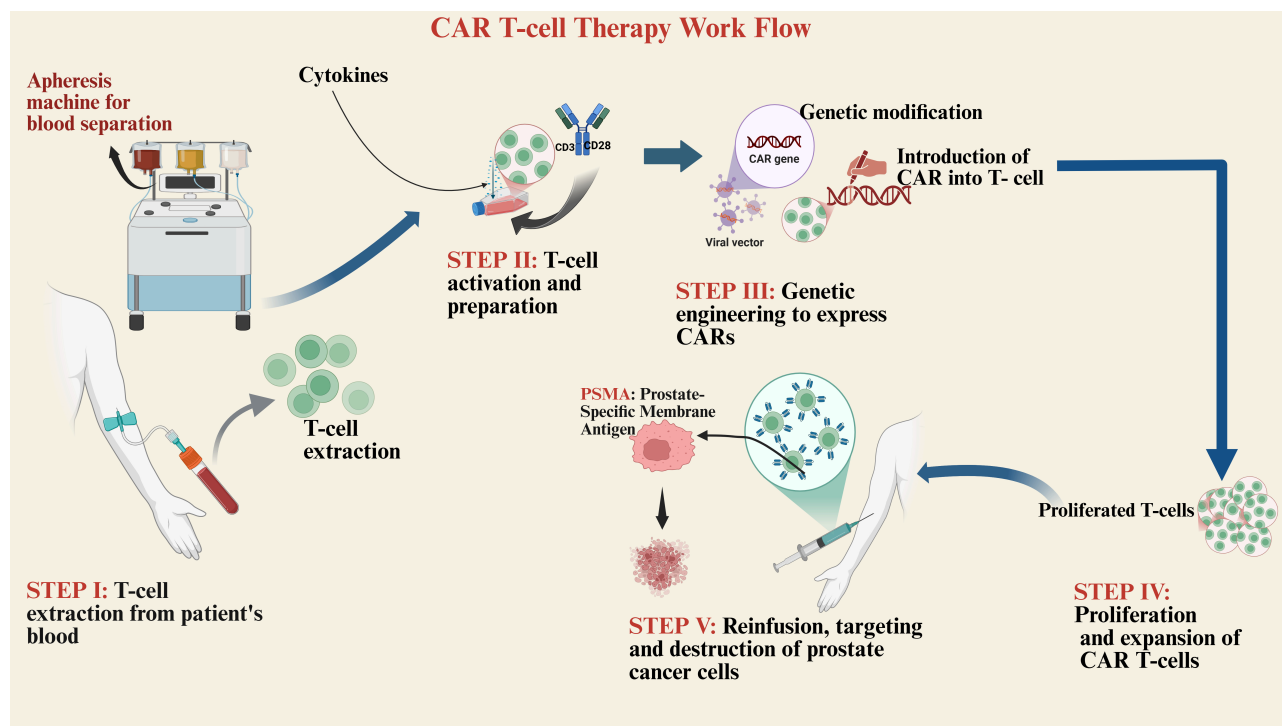 CAR T-cell Therapy Work Flow
Apheresis
machine for
blood separation
Cytokines
CD3
CD28
STEP II: T-cell
activation and
preparation
Genetic modification
CAR gene
Introduction of
CAR into T- cell
Viral vector
STEP III: Genetic
engineering to express
CARs
T-cell
extraction
STEP I: T-cell
extraction from patient's
blood
PSMA: Prostate-
Specific Membrane
Antigen
Proliferated T-cells
STEP IV:
Proliferation
and expansion of
CAR T-cells
STEP V: Reinfusion, targeting
and destruction of prostate
cancer cells